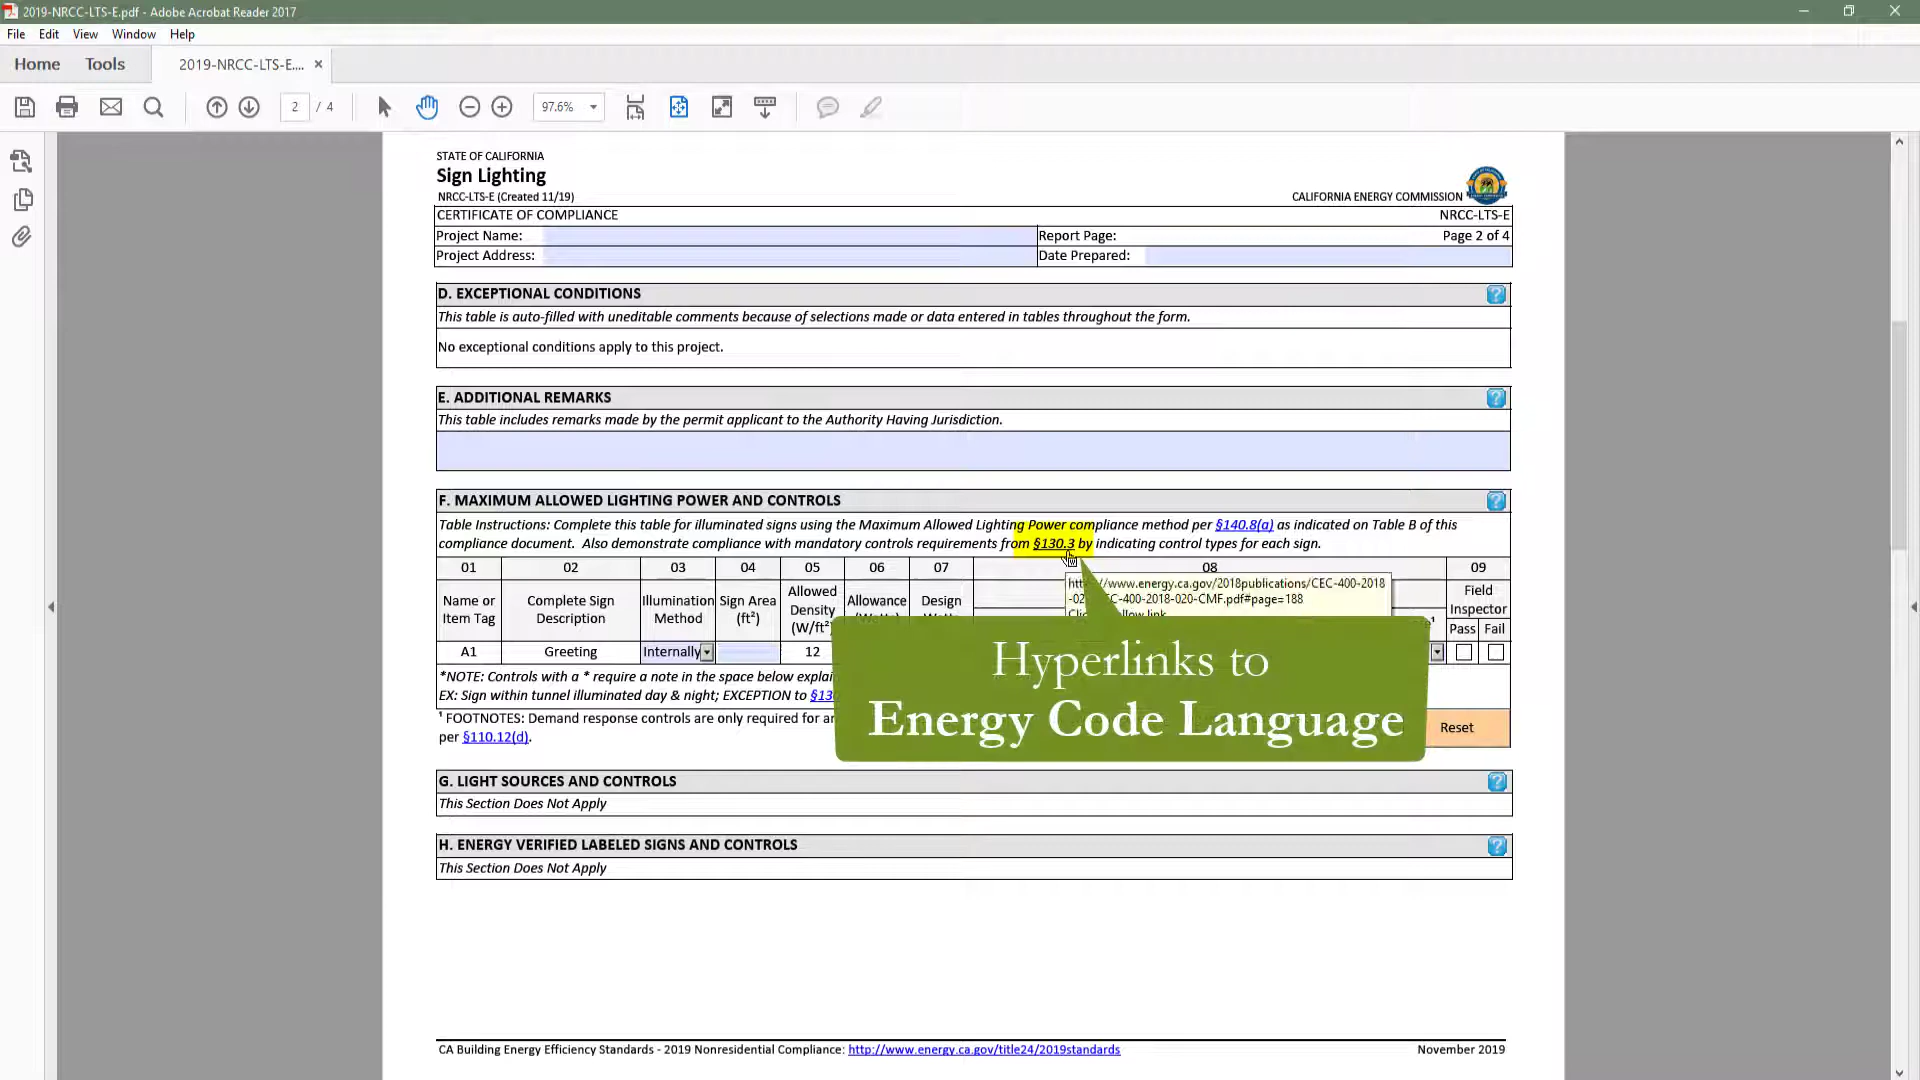 2019-NRCC-LTS-E.pdf - Adobe Acrobat Reader 2017
File Edit View Window Help
Home Tools 2019-NRCC-LTS-E....
2 / 4 97.6%
STATE OF CALIFORNIA
Sign Lighting
NRCC-LTS-E (Created 11/19) CALIFORNIA ENERGY COMMISSION
CERTIFICATE OF COMPLIANCE NRCC-LTS-E
Project Name: Report Page: Page 2 of 4
Project Address: Date Prepared:
D. EXCEPTIONAL CONDITIONS
This table is auto-filled with uneditable comments because of selections made or data entered in tables throughout the form.
No exceptional conditions apply to this project.
E. ADDITIONAL REMARKS
This table includes remarks made by the permit applicant to the Authority Having Jurisdiction.
F. MAXIMUM ALLOWED LIGHTING POWER AND CONTROLS
Table Instructions: Complete this table for illuminated signs using the Maximum Allowed Lighting Power compliance method per §140.8(a) as indicated on Table B of this
compliance document. Also demonstrate compliance with mandatory controls requirements from §130.3 by indicating control types for each sign.
01 02 03 04 05 06 07 08 09
Name or Item Tag
Complete Sign Description
Illumination Method
Sign Area (ft²)
Allowed Density (W/ft²)
Allowance
Design
Field Inspector
Pass Fail
http://www.energy.ca.gov/2018publications/CEC-400-2018
CEC-400-2018-020-CMF.pdf#page=188
A1 Greeting Internally 12
*NOTE: Controls with a * require a note in the space below
EX: Sign within tunnel illuminated day & night; EXCEPTION to
¹ FOOTNOTES: Demand response controls are only required for
per §110.12(d).
Hyperlinks to
Energy Code Language
Reset
G. LIGHT SOURCES AND CONTROLS
This Section Does Not Apply
H. ENERGY VERIFIED LABELED SIGNS AND CONTROLS
This Section Does Not Apply
CA Building Energy Efficiency Standards - 2019 Nonresidential Compliance: http://www.energy.ca.gov/title24/2019standards November 2019